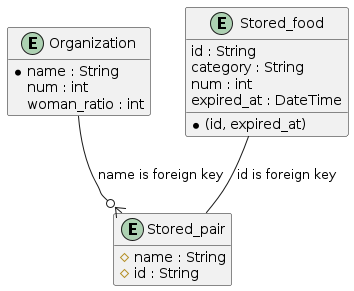 E Organization
name : String
num : int
woman_ratio : int
E Stored_food
id : String
category : String
num : int
expired_at : DateTime
(id, expired_at)
name is foreign key
id is foreign key
E Stored_pair
name : String
id : String